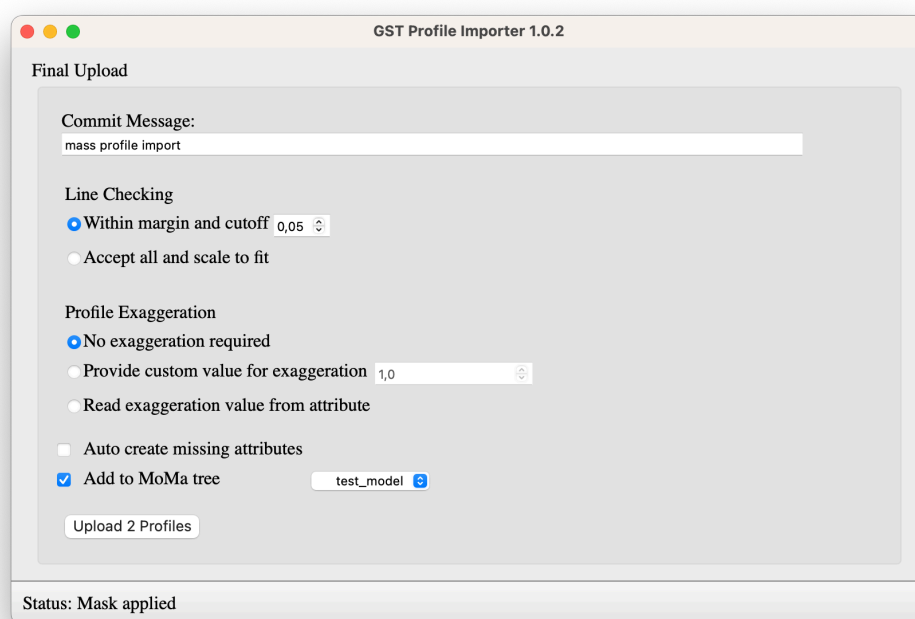 GST Profile Importer 1.0.2
Final Upload
Commit Message:
mass profile import
Line Checking
Within margin and cutoff 0,05
Accept all and scale to fit
Profile Exaggeration
No exaggeration required
Provide custom value for exaggeration 1,0
Read exaggeration value from attribute
Auto create missing attributes
Add to MoMa tree test_model
Upload 2 Profiles
Status: Mask applied